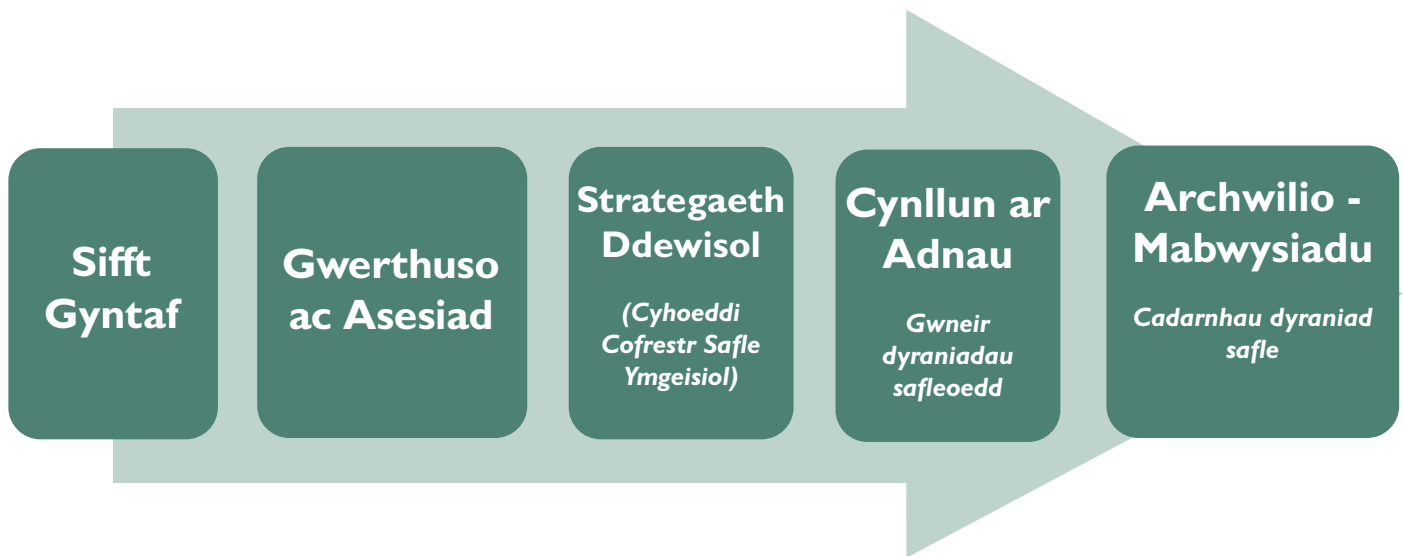 Sifft
Gyntaf
Gwerthuso
ac Asesiad
Strategaeth
Ddewisol
(Cyhoeddi
Cofrestr Safle
Ymgeisiol)
Cynllun ar
Adnau
Gwneir
dyraniadau
safleoedd
Archwilio -
Mabwysiadu
Cadarnhau dyraniad
safle